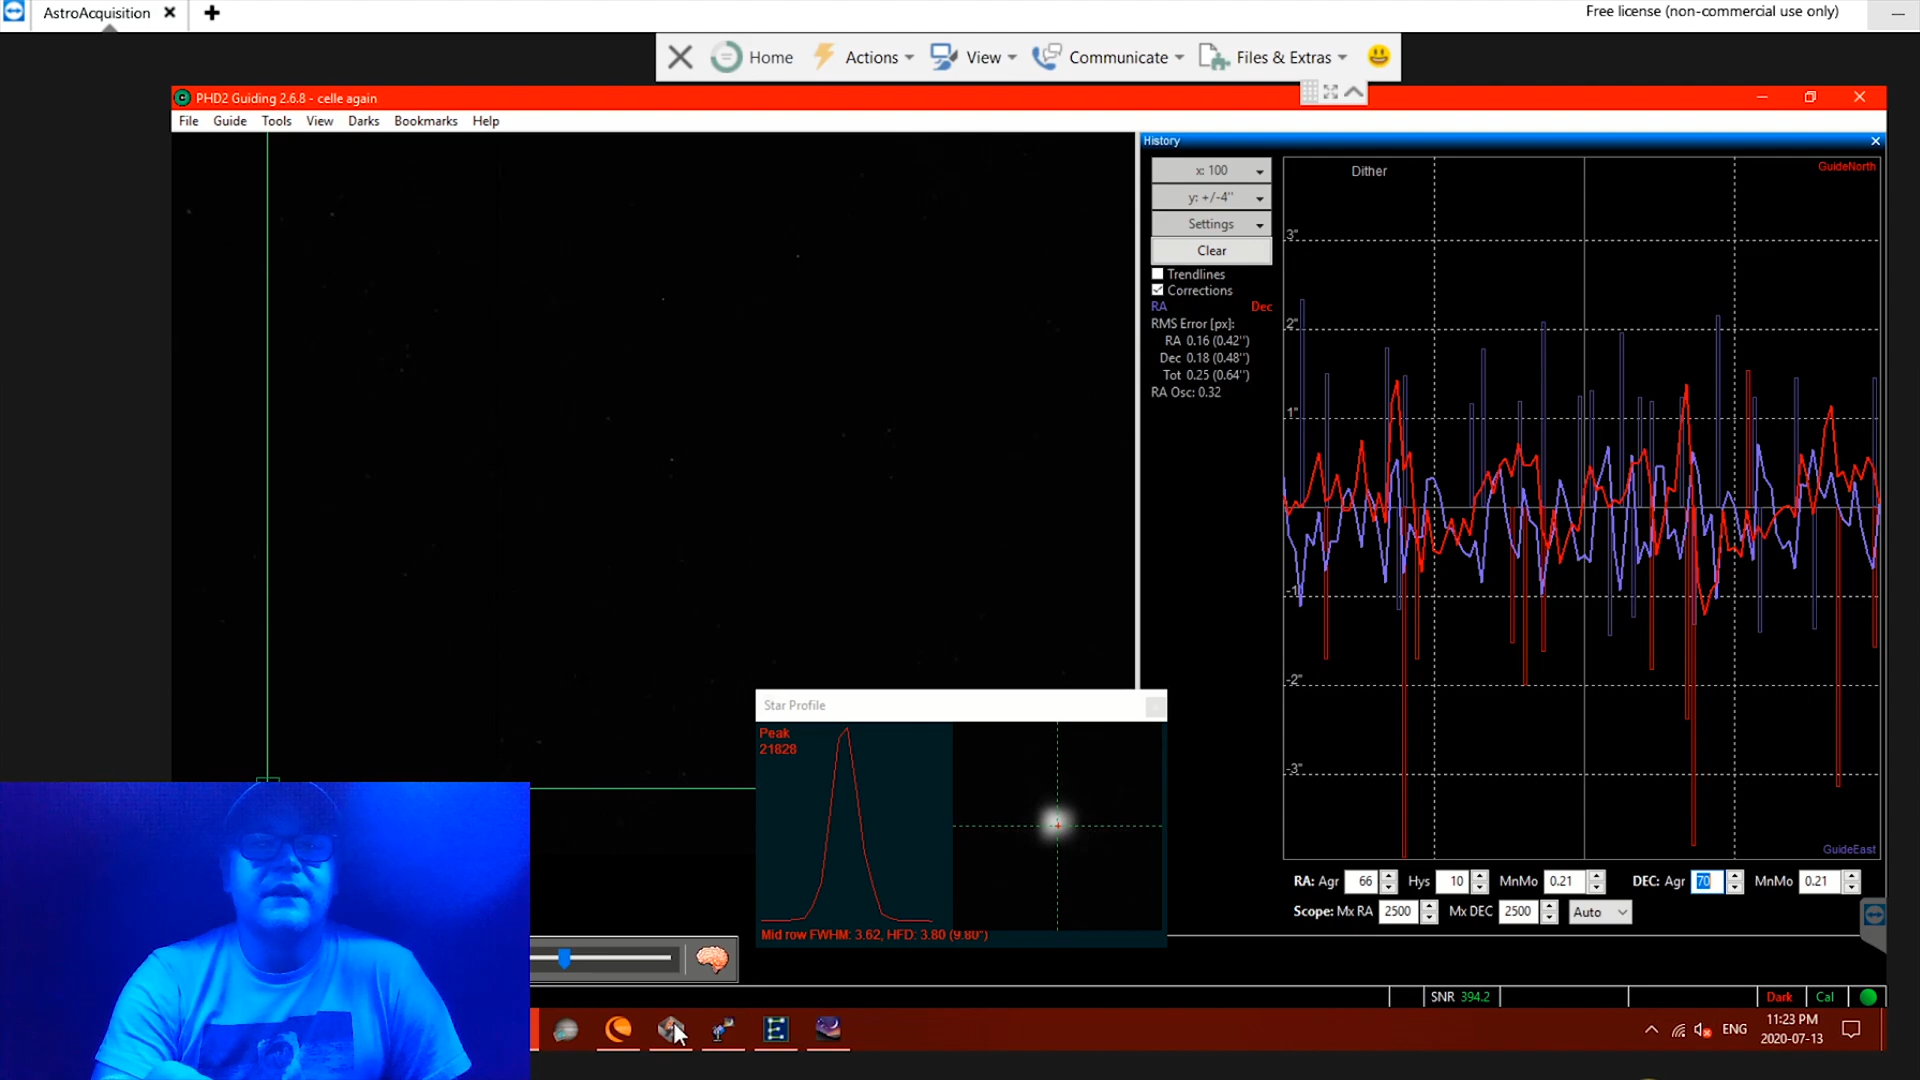 AstroAcquisition
Free license (non-commercial use only)
Home Actions View Communicate Files & Extras
PHD2 Guiding 2.6.8 - celle again
File Guide Tools View Darks Bookmarks Help
History
x: 100
y: +/-4"
Settings
Clear
Trendlines
Corrections
RA Dec
RMS Error [px]:
RA 0.16 (0.42")
Dec 0.18 (0.48")
Tot 0.25 (0.64")
RA Osc: 0.32
Dither
GuideNorth
3"
2"
1"
-1"
-2"
-3"
GuideEast
Star Profile
Peak
21828
Mid row FWHM: 3.62, HFD: 3.80 (9.80")
RA: Agr 66 Hys 10 MnMo 0.21 DEC: Agr 70 MnMo 0.21
Scope: Mx RA 2500 Mx DEC 2500 Auto
SNR 394.2 Dark Cal
ENG 11:23 PM
2020-07-13